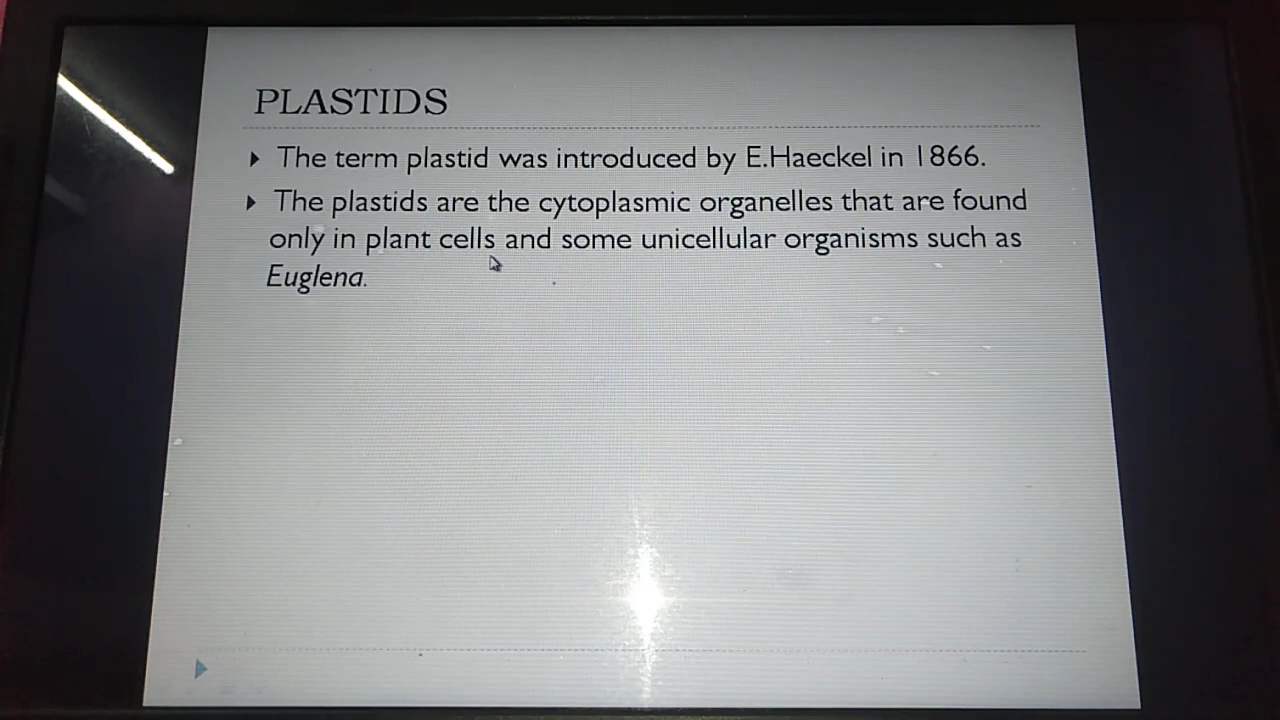 PLASTIDS
The term plastid was introduced by E.Haeckel in 1866.
The plastids are the cytoplasmic organelles that are found
only in plant cells and some unicellular organisms such as
Euglena.